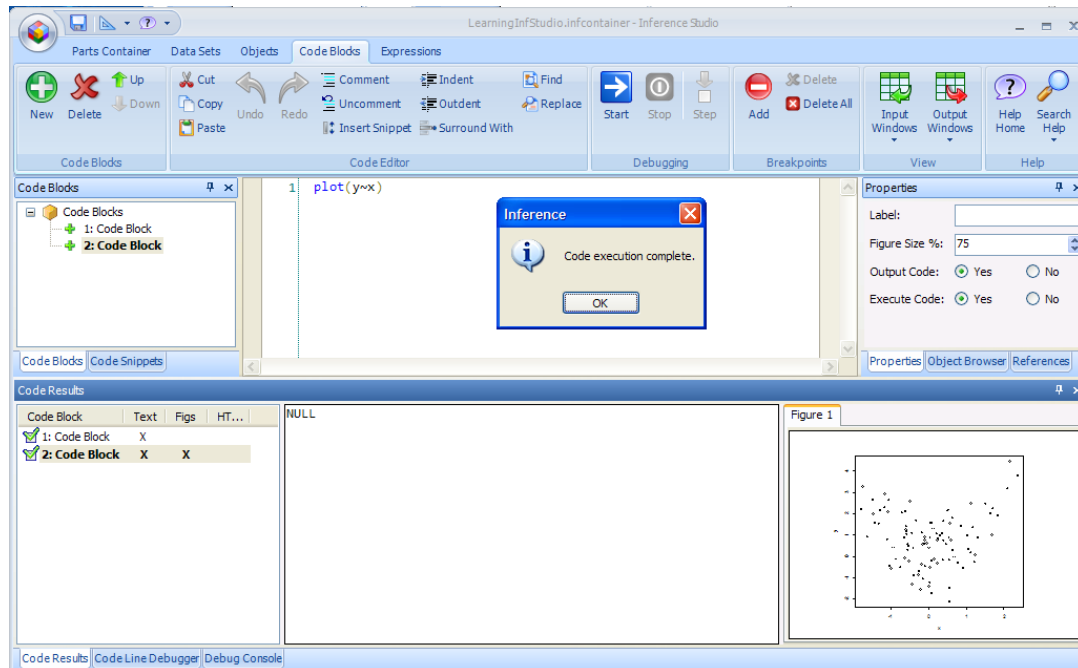 LearningInfStudio.infcontainer - Inference Studio
Parts Container Data Sets Objects Code Blocks Expressions
New Delete Up Down
Cut Copy Paste Undo Redo
Comment Uncomment Insert Snippet
Indent Outdent Surround With
Find Replace
Start Stop Step
Add Delete Delete All
Input Windows Output Windows
Help Home Search Help
Code Blocks Code Editor Debugging Breakpoints View Help
Code Blocks
Code Blocks
1: Code Block
2: Code Block
Code Blocks Code Snippets
1 plot(y~x)
Inference
Code execution complete.
OK
Properties
Label:
Figure Size %: 75
Output Code: Yes No
Execute Code: Yes No
Properties Object Browser References
Code Results
Code Block Text Figs HT...
1: Code Block X
2: Code Block X X
NULL
Figure 1
Code Results Code Line Debugger Debug Console